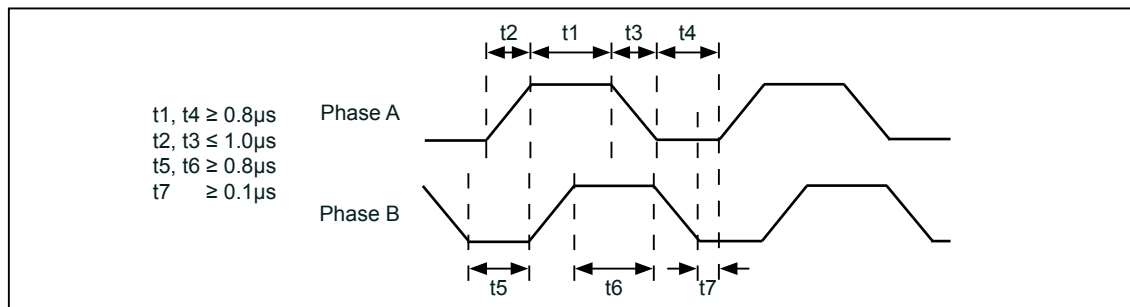 t2 t1 t3 t4
t1, t4 ≥ 0.8µs
t2, t3 ≤ 1.0µs
t5, t6 ≥ 0.8µs
t7 ≥ 0.1µs
Phase A
Phase B
t5 t6 t7